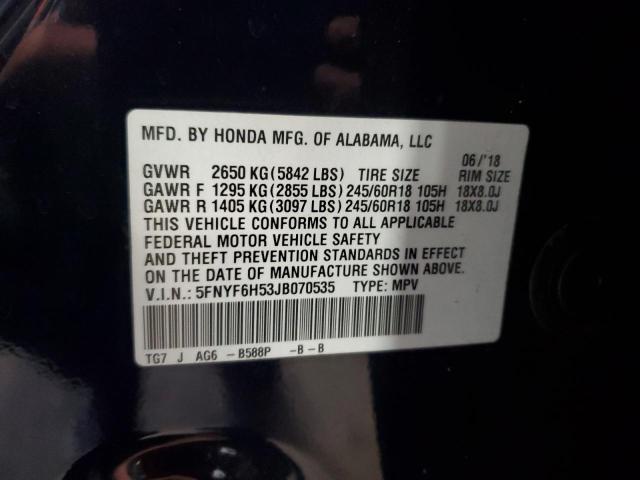 MFD. BY HONDA MFG. OF ALABAMA, LLC
06/'18
GVWR 2650 KG (5842 LBS) TIRE SIZE RIM SIZE
GAWR F 1295 KG (2855 LBS) 245/60R18 105H 18X8.0J
GAWR R 1405 KG (3097 LBS) 245/60R18 105H 18X8.0J
THIS VEHICLE CONFORMS TO ALL APPLICABLE
FEDERAL MOTOR VEHICLE SAFETY
AND THEFT PREVENTION STANDARDS IN EFFECT
ON THE DATE OF MANUFACTURE SHOWN ABOVE.
V.I.N.: 5FNYF6H53JB070535 TYPE: MPV
TG7 J AG6 -B588P -B-B